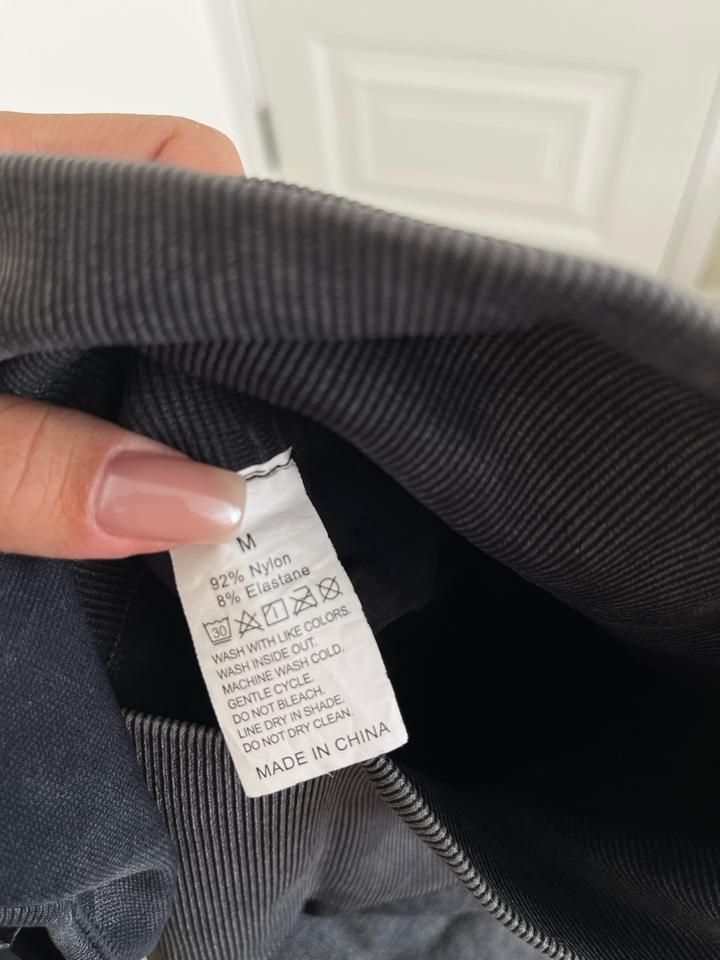 M
92% Nylon
8% Elastane
30
WASH WITH LIKE COLORS.
WASH INSIDE OUT.
MACHINE WASH COLD.
GENTLE CYCLE.
DO NOT BLEACH.
LINE DRY IN SHADE.
DO NOT DRY CLEAN.
MADE IN CHINA